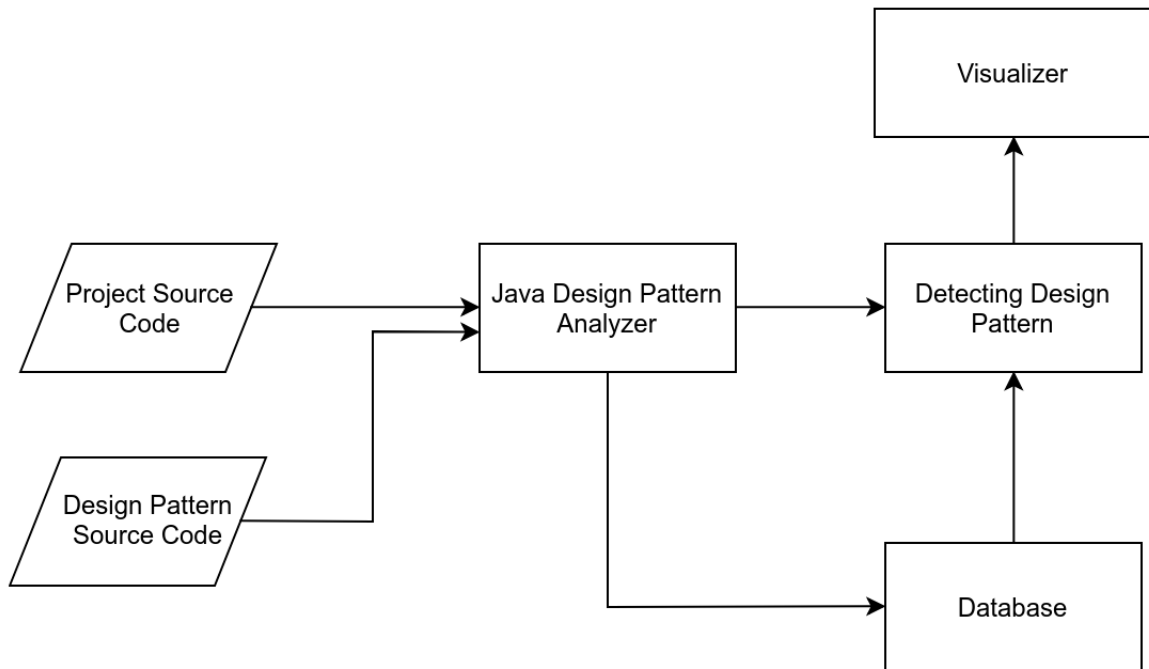 Visualizer
Project Source
Code
Java Design Pattern
Analyzer
Detecting Design
Pattern
Design Pattern
Source Code
Database